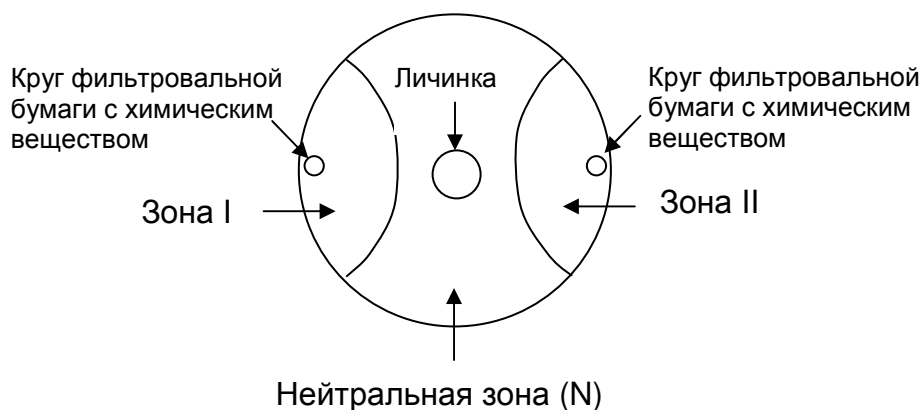 Круг фильтровальной
бумаги с химическим
веществом
Личинка
Круг фильтровальной
бумаги с химическим
веществом
Зона I
Зона II
Нейтральная зона (N)